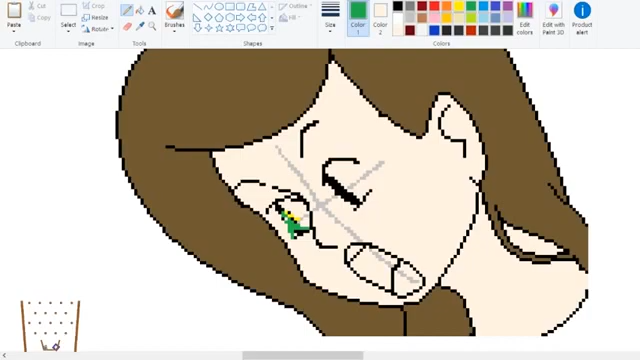 Paste
Cut
Copy
Select
Crop
Resize
Rotate
Brushes
Outline
Fill
Size
Color
1
Color
2
Edit
colors
Edit with
Paint 3D
Product
alert
Clipboard
Image
Tools
Shapes
Colors